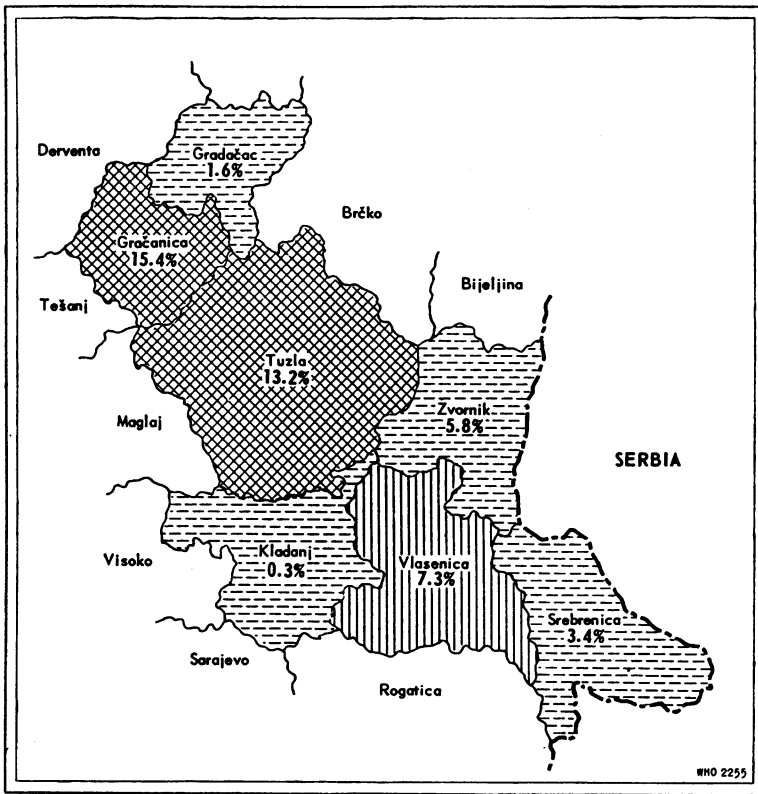 Gradačac
1.6%
Derventa
Brčko
Gračanica
15.4%
Bijeljina
Tešanj
Tuzla
13.2%
Zvornik
5.8%
Maglaj
SERBIA
Visoko
Kladanj
0.3%
Vlasenica
7.3%
Srebrenica
3.4%
Sarajevo
Rogatica
WHO 2255